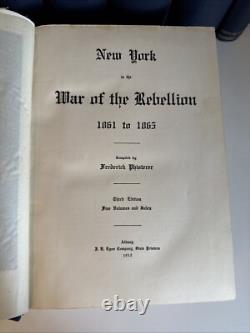 New York
in the
War of the Rebellion
1861 to 1865
Compiled by
Frederick Phisterer
Third Edition
Five Volumes and Index
Albany
J. B. Lyon Company, State Printers
1912